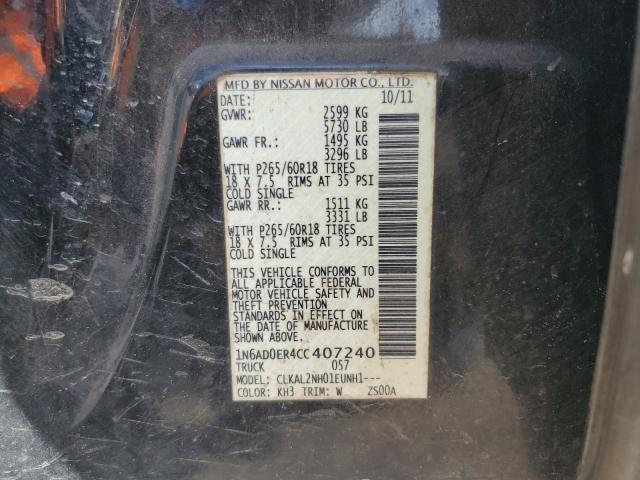 MFD BY NISSAN MOTOR CO., LTD.
DATE: 10/11
GVWR: 2599 KG
5730 LB
GAWR FR.: 1495 KG
3296 LB
WITH P265/60R18 TIRES
18 X 7.5 RIMS AT 35 PSI
COLD SINGLE
GAWR RR.: 1511 KG
3331 LB
WITH P265/60R18 TIRES
18 X 7.5 RIMS AT 35 PSI
COLD SINGLE
THIS VEHICLE CONFORMS TO
ALL APPLICABLE FEDERAL
MOTOR VEHICLE SAFETY AND
THEFT PREVENTION
STANDARDS IN EFFECT ON
THE DATE OF MANUFACTURE
SHOWN ABOVE.
1N6AD0ER4CC407240
TRUCK 057
MODEL: CLKAL2NH01EUNH1---
COLOR: KH3 TRIM: W ZS00A